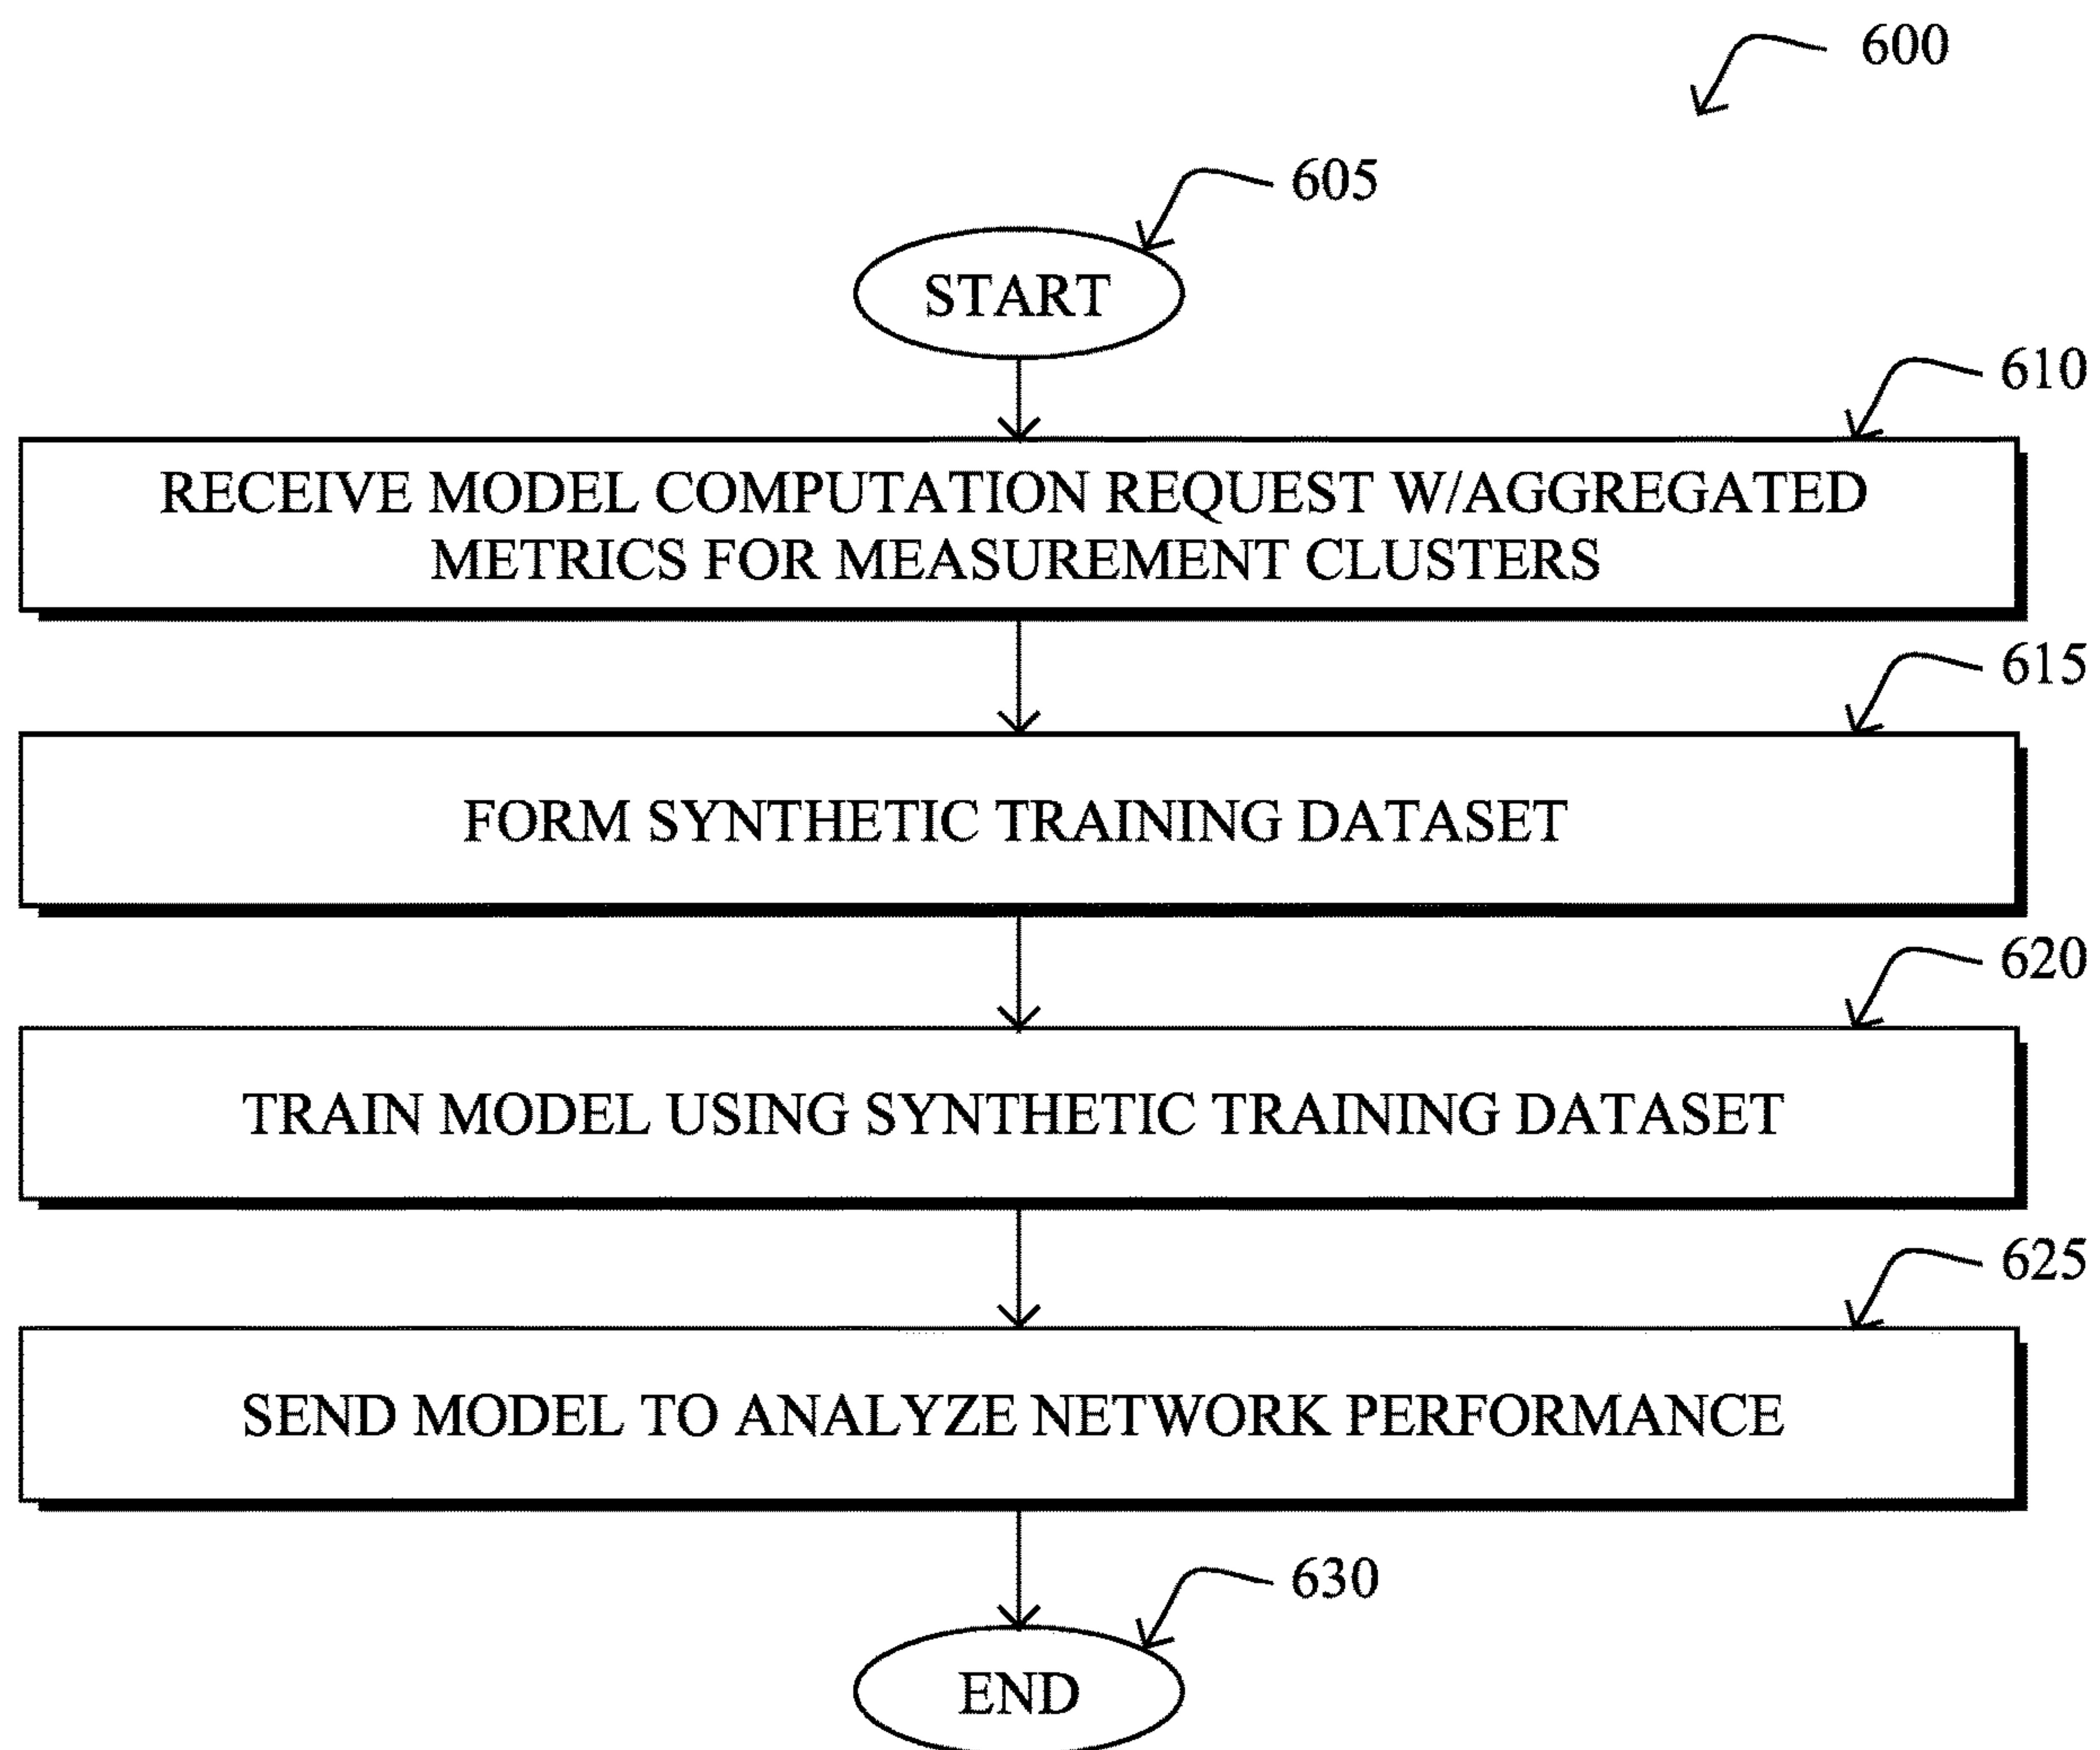 600
605
START
610
RECEIVE MODEL COMPUTATION REQUEST W/AGGREGATED
METRICS FOR MEASUREMENT CLUSTERS
615
FORM SYNTHETIC TRAINING DATASET
620
TRAIN MODEL USING SYNTHETIC TRAINING DATASET
625
SEND MODEL TO ANALYZE NETWORK PERFORMANCE
630
END